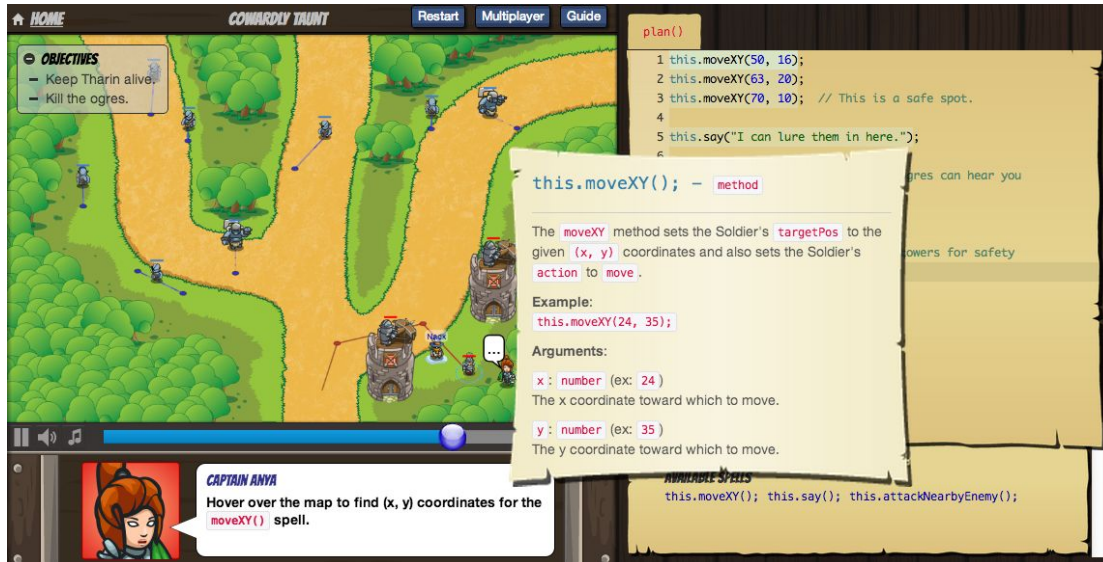 HOME
COWARDLY TAUNT
Restart Multiplayer Guide
OBJECTIVES
– Keep Tharin alive.
– Kill the ogres.
Nack
...
CAPTAIN ANYA
Hover over the map to find (x, y) coordinates for the
moveXY() spell.
plan()
1 this.moveXY(50, 16);
2 this.moveXY(63, 20);
3 this.moveXY(70, 10); // This is a safe spot.
4
5 this.say("I can lure them in here.");
6
ogres can hear you
towers for safety
this.moveXY(); – method
The moveXY method sets the Soldier's targetPos to the
given (x, y) coordinates and also sets the Soldier's
action to move.
Example:
this.moveXY(24, 35);
Arguments:
x: number (ex: 24)
The x coordinate toward which to move.
y: number (ex: 35)
The y coordinate toward which to move.
AVAILABLE SPELLS
this.moveXY(); this.say(); this.attackNearbyEnemy();